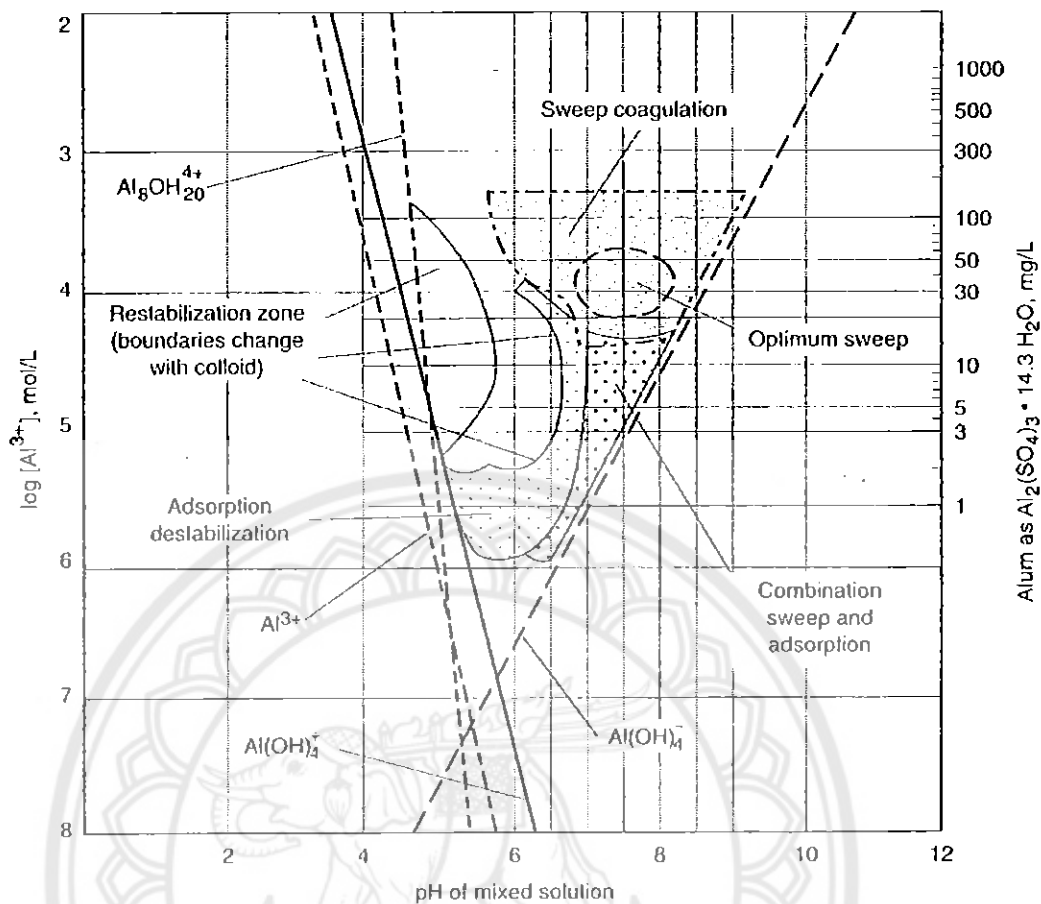 2
3
4
5
6
7
8
log [Al3+], mol/L
2
4
6
8
10
12
pH of mixed solution
1000
500
300
100
50
30
10
5
3
1
Alum as Al2(SO4)3 • 14.3 H2O, mg/L
Sweep coagulation
Al8OH20 4+
Restabilization zone
(boundaries change
with colloid)
Optimum sweep
Adsorption
destabilization
Al3+
Combination
sweep and
adsorption
Al(OH)4−
Al(OH)4−